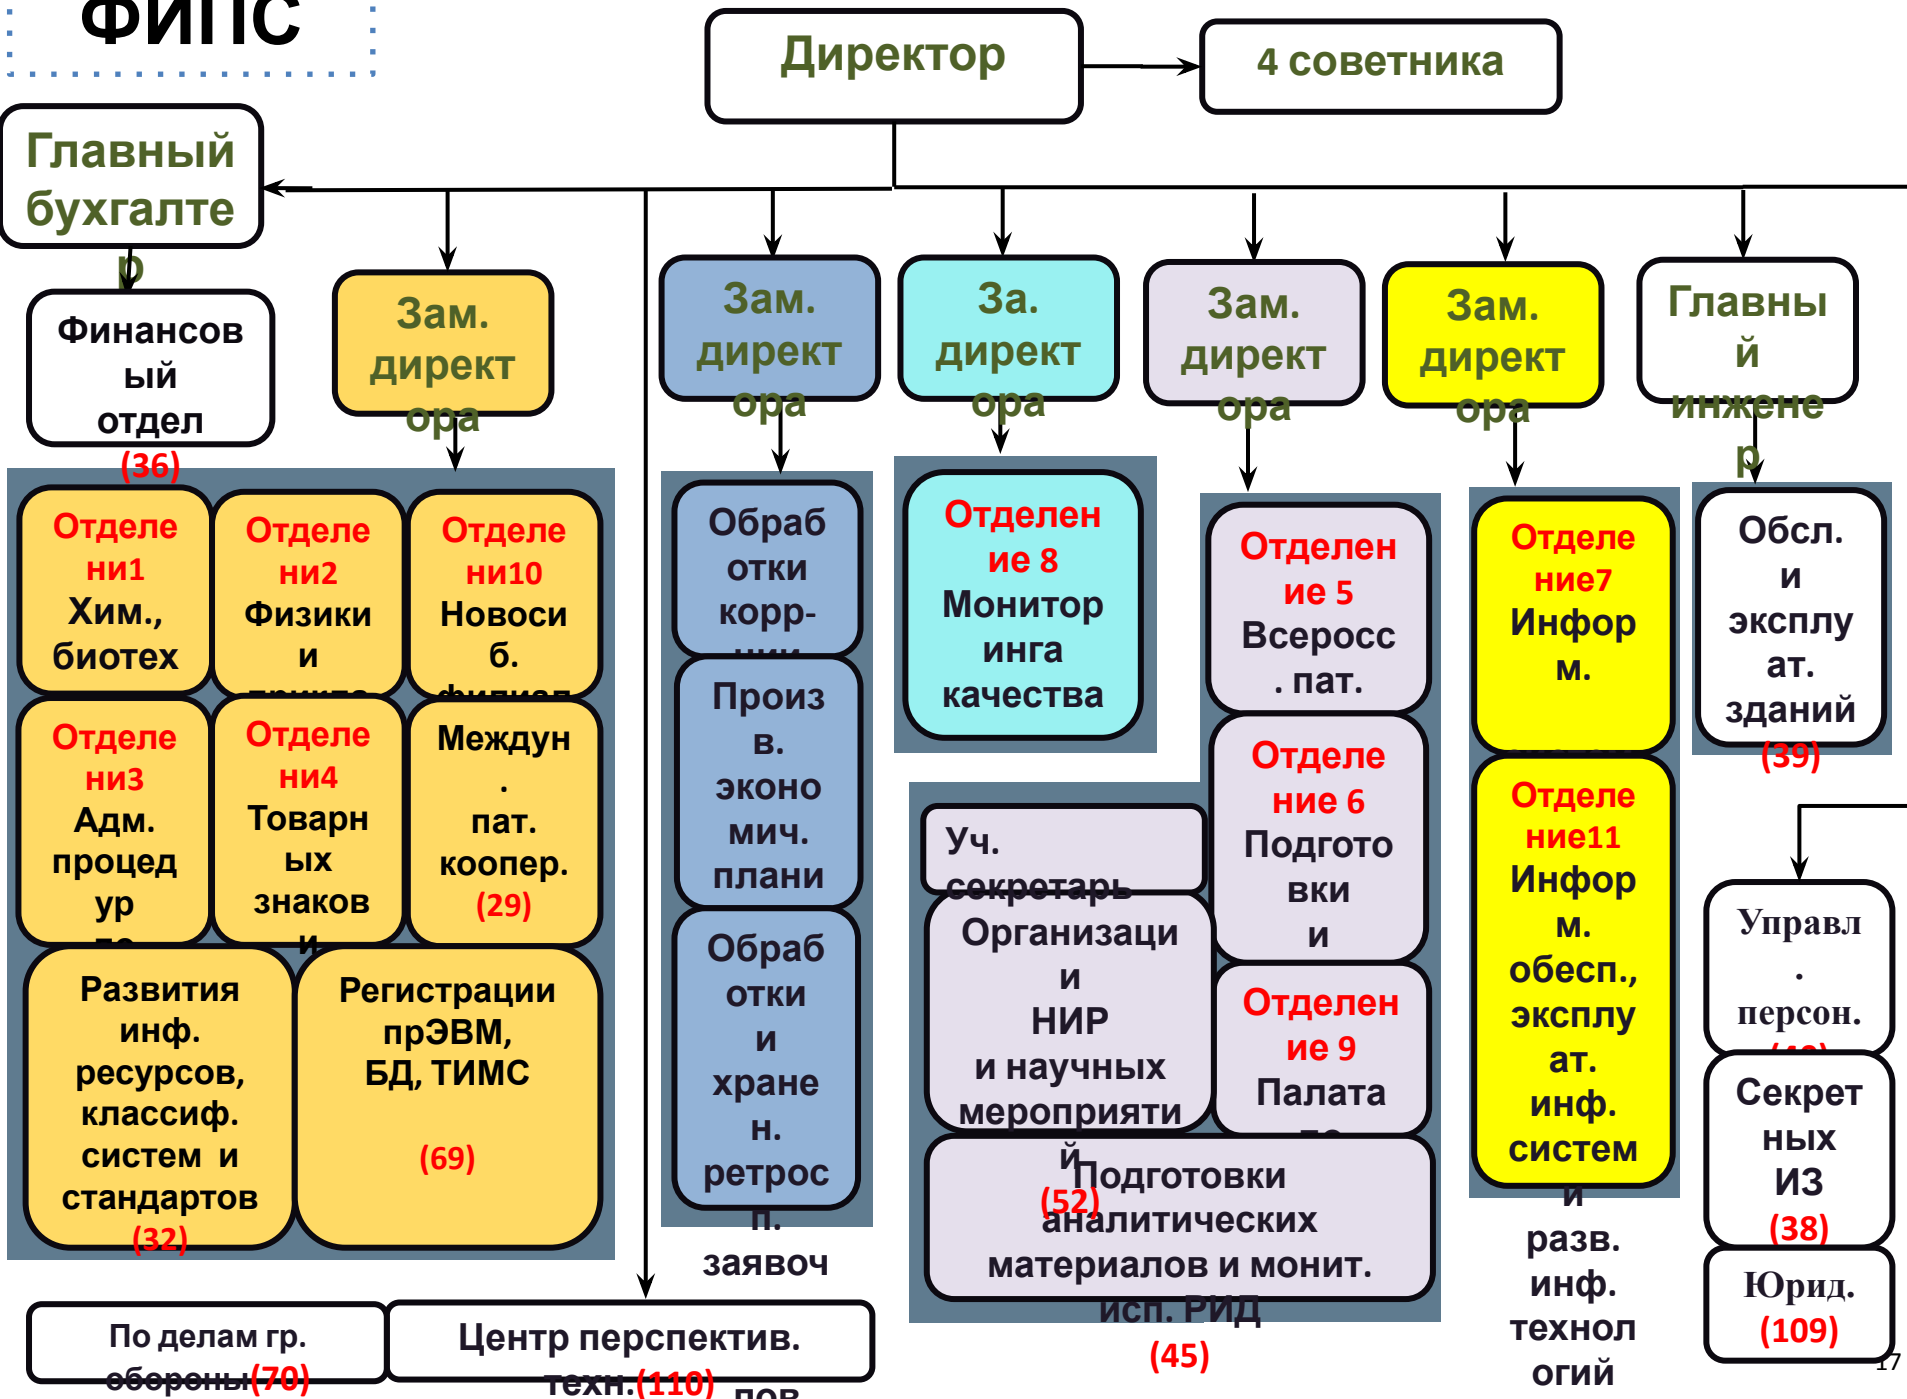 ФИПС
Директор
4 советника
Главный
бухгалте
р
Финансов
ый
отдел
(36)
Зам.
директ
ора
Зам.
директ
ора
За.
директ
ора
Зам.
директ
ора
Зам.
директ
ора
Главны
й
инжене
р
Отделе
ни1
Хим.,
биотех
Отделе
ни2
Физики
и
Отделе
ни10
Новоси
б.
филиал
Отделе
ни3
Адм.
процед
ур
по
Отделе
ни4
Товарн
ых
знаков
и
Междун
.
пат.
коопер.
(29)
Развития
инф.
ресурсов,
классиф.
систем и
стандартов
(32)
Регистрации
прЭВМ,
БД, ТИМС
(69)
Обраб
отки
корр-
ции
Произ
в.
эконо
мич.
плани
Обраб
отки
и
хране
н.
ретрос
п.
заявоч
Отделен
ие 8
Монитор
инга
качества
Отделен
ие 5
Всеросс
. пат.
Отделе
ние 6
Подгото
вки
и
Отделен
ие 9
Палата
по
Уч.
секретарь
Организаци
и
НИР
и научных
мероприяти
й
(52)
Подготовки
аналитических
материалов и монит.
исп. РИД
(45)
Отделе
ние7
Инфор
м.
Отделе
ние11
Инфор
м.
обесп.,
эксплу
ат.
инф.
систем
и
разв.
инф.
технол
огий
Обсл.
и
эксплу
ат.
зданий
(39)
Управл
.
персон.
Секрет
ных
ИЗ
(38)
Юрид.
(109)
По делам гр.
обороны(70)
Центр перспектив.
техн.(110)
17